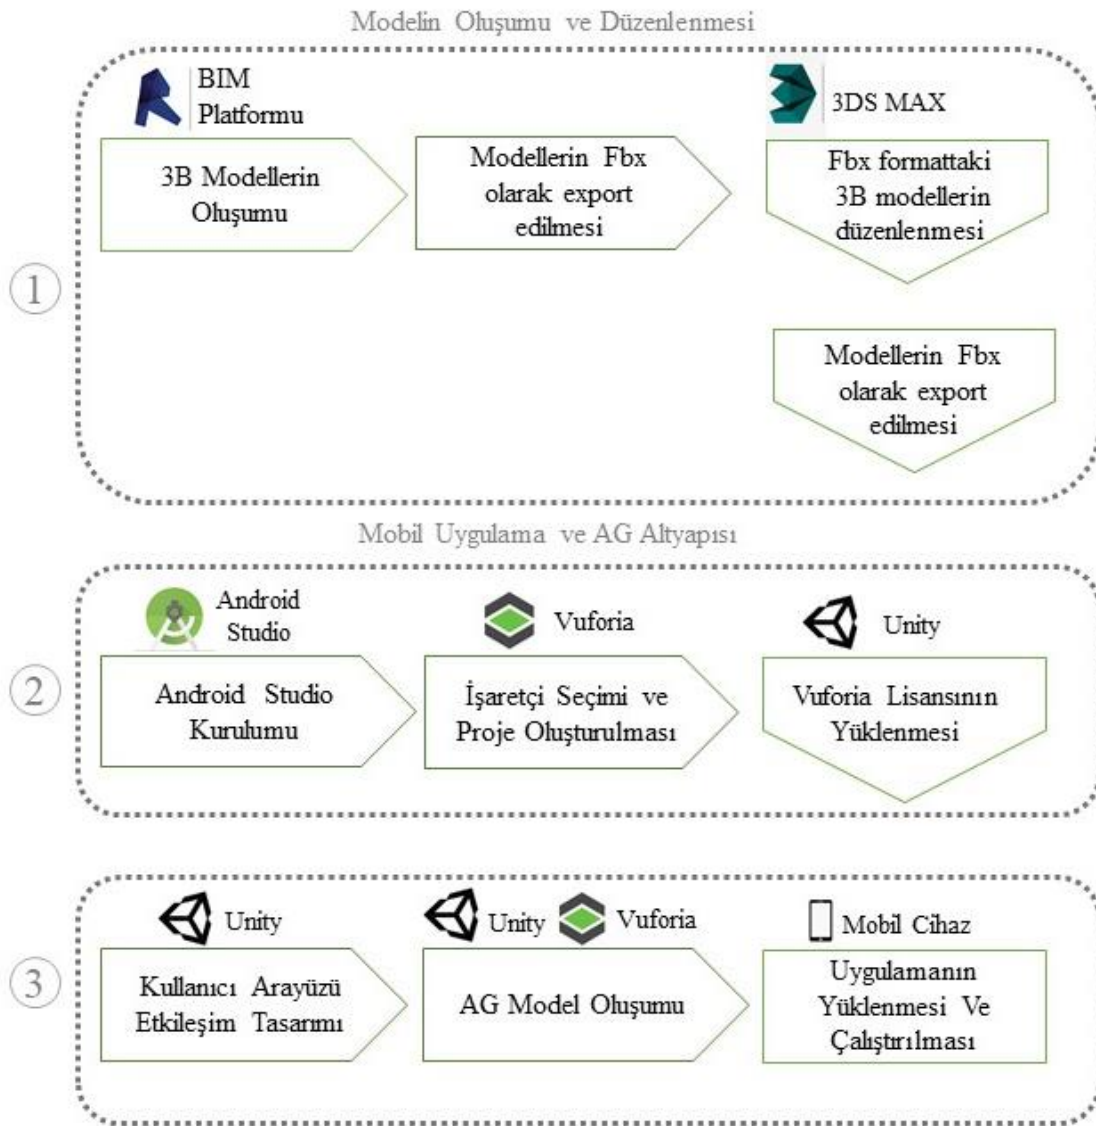 Modelin Oluşumu ve Düzenlenmesi
1
BIM
Platformu
3B Modellerin
Oluşumu
Modellerin Fbx
olarak export
edilmesi
3DS MAX
Fbx formattaki
3B modellerin
düzenlenmesi
Modellerin Fbx
olarak export
edilmesi
Mobil Uygulama ve AG Altyapısı
2
Android
Studio
Android Studio
Kurulumu
Vuforia
İşaretçi Seçimi ve
Proje Oluşturulması
Unity
Vuforia Lisansının
Yüklenmesi
3
Unity
Kullanıcı Arayüzü
Etkileşim Tasarımı
Unity
Vuforia
AG Model Oluşumu
Mobil Cihaz
Uygulamanın
Yüklenmesi Ve
Çalıştırılması